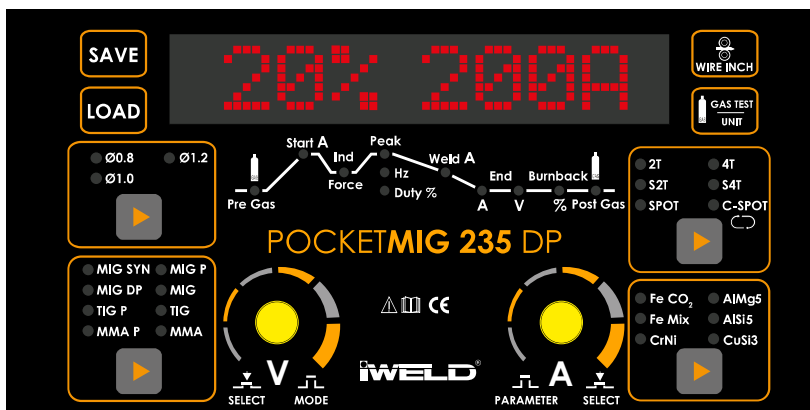 SAVE
20% 200A
WIRE INCH
LOAD
GAS TEST
UNIT
Ø0.8 Ø1.2
Ø1.0
Start A Ind Peak Weld A End Burnback
Force Hz
Duty %
Pre Gas A V % Post Gas
2T 4T
S2T S4T
SPOT C-SPOT
POCKETMIG 235 DP
MIG SYN MIG P
MIG DP MIG
TIG P TIG
MMA P MMA
CE
Fe CO₂ AlMg5
Fe Mix AlSi5
CrNi CuSi3
V A
SELECT MODE
iWELD®
PARAMETER SELECT